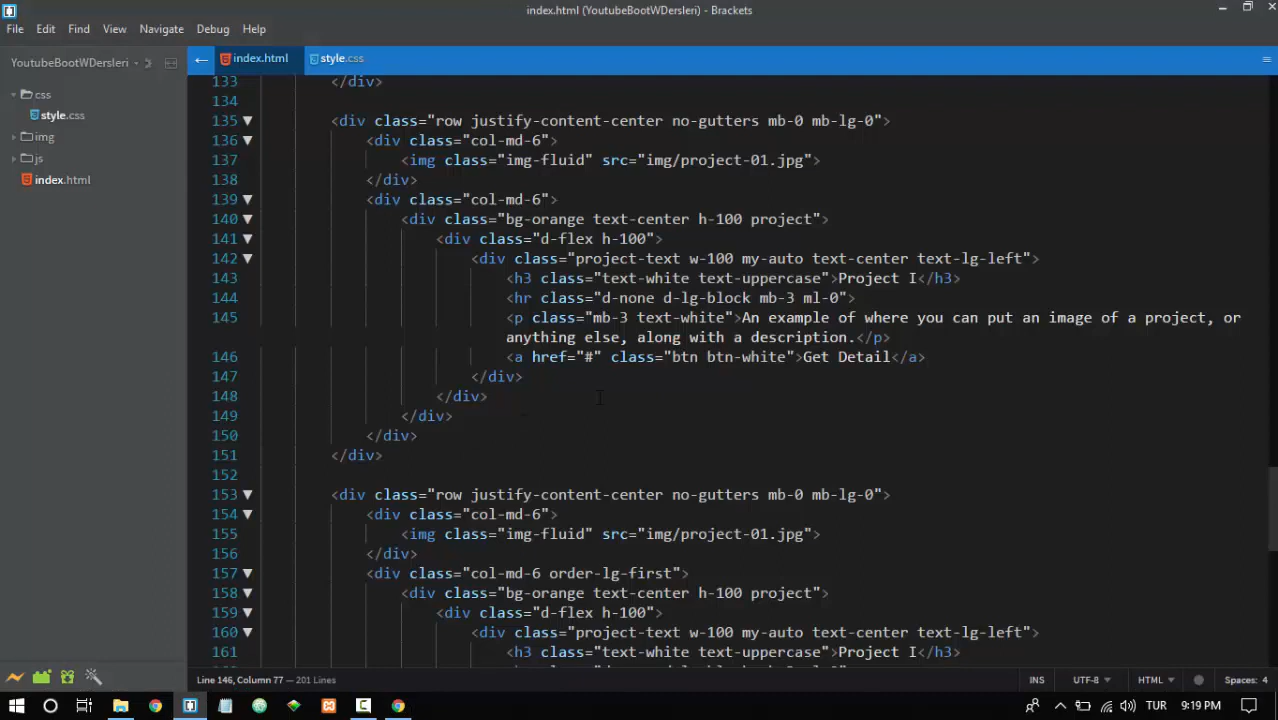 index.html (YoutubeBootWDersleri) - Brackets
File Edit Find View Navigate Debug Help
YoutubeBootWDersleri
index.html style.css
css
style.css
img
js
index.html
133 </div>
134
135 <div class="row justify-content-center no-gutters mb-0 mb-lg-0">
136 <div class="col-md-6">
137 <img class="img-fluid" src="img/project-01.jpg">
138 </div>
139 <div class="col-md-6">
140 <div class="bg-orange text-center h-100 project">
141 <div class="d-flex h-100">
142 <div class="project-text w-100 my-auto text-center text-lg-left">
143 <h3 class="text-white text-uppercase">Project I</h3>
144 <hr class="d-none d-lg-block mb-3 ml-0">
145 <p class="mb-3 text-white">An example of where you can put an image of a project, or
anything else, along with a description.</p>
146 <a href="#" class="btn btn-white">Get Detail</a>
147 </div>
148 </div>
149 </div>
150 </div>
151 </div>
152
153 <div class="row justify-content-center no-gutters mb-0 mb-lg-0">
154 <div class="col-md-6">
155 <img class="img-fluid" src="img/project-01.jpg">
156 </div>
157 <div class="col-md-6 order-lg-first">
158 <div class="bg-orange text-center h-100 project">
159 <div class="d-flex h-100">
160 <div class="project-text w-100 my-auto text-center text-lg-left">
161 <h3 class="text-white text-uppercase">Project I</h3>
Line 146, Column 77 — 201 Lines INS UTF-8 HTML Spaces: 4
TUR 9:19 PM